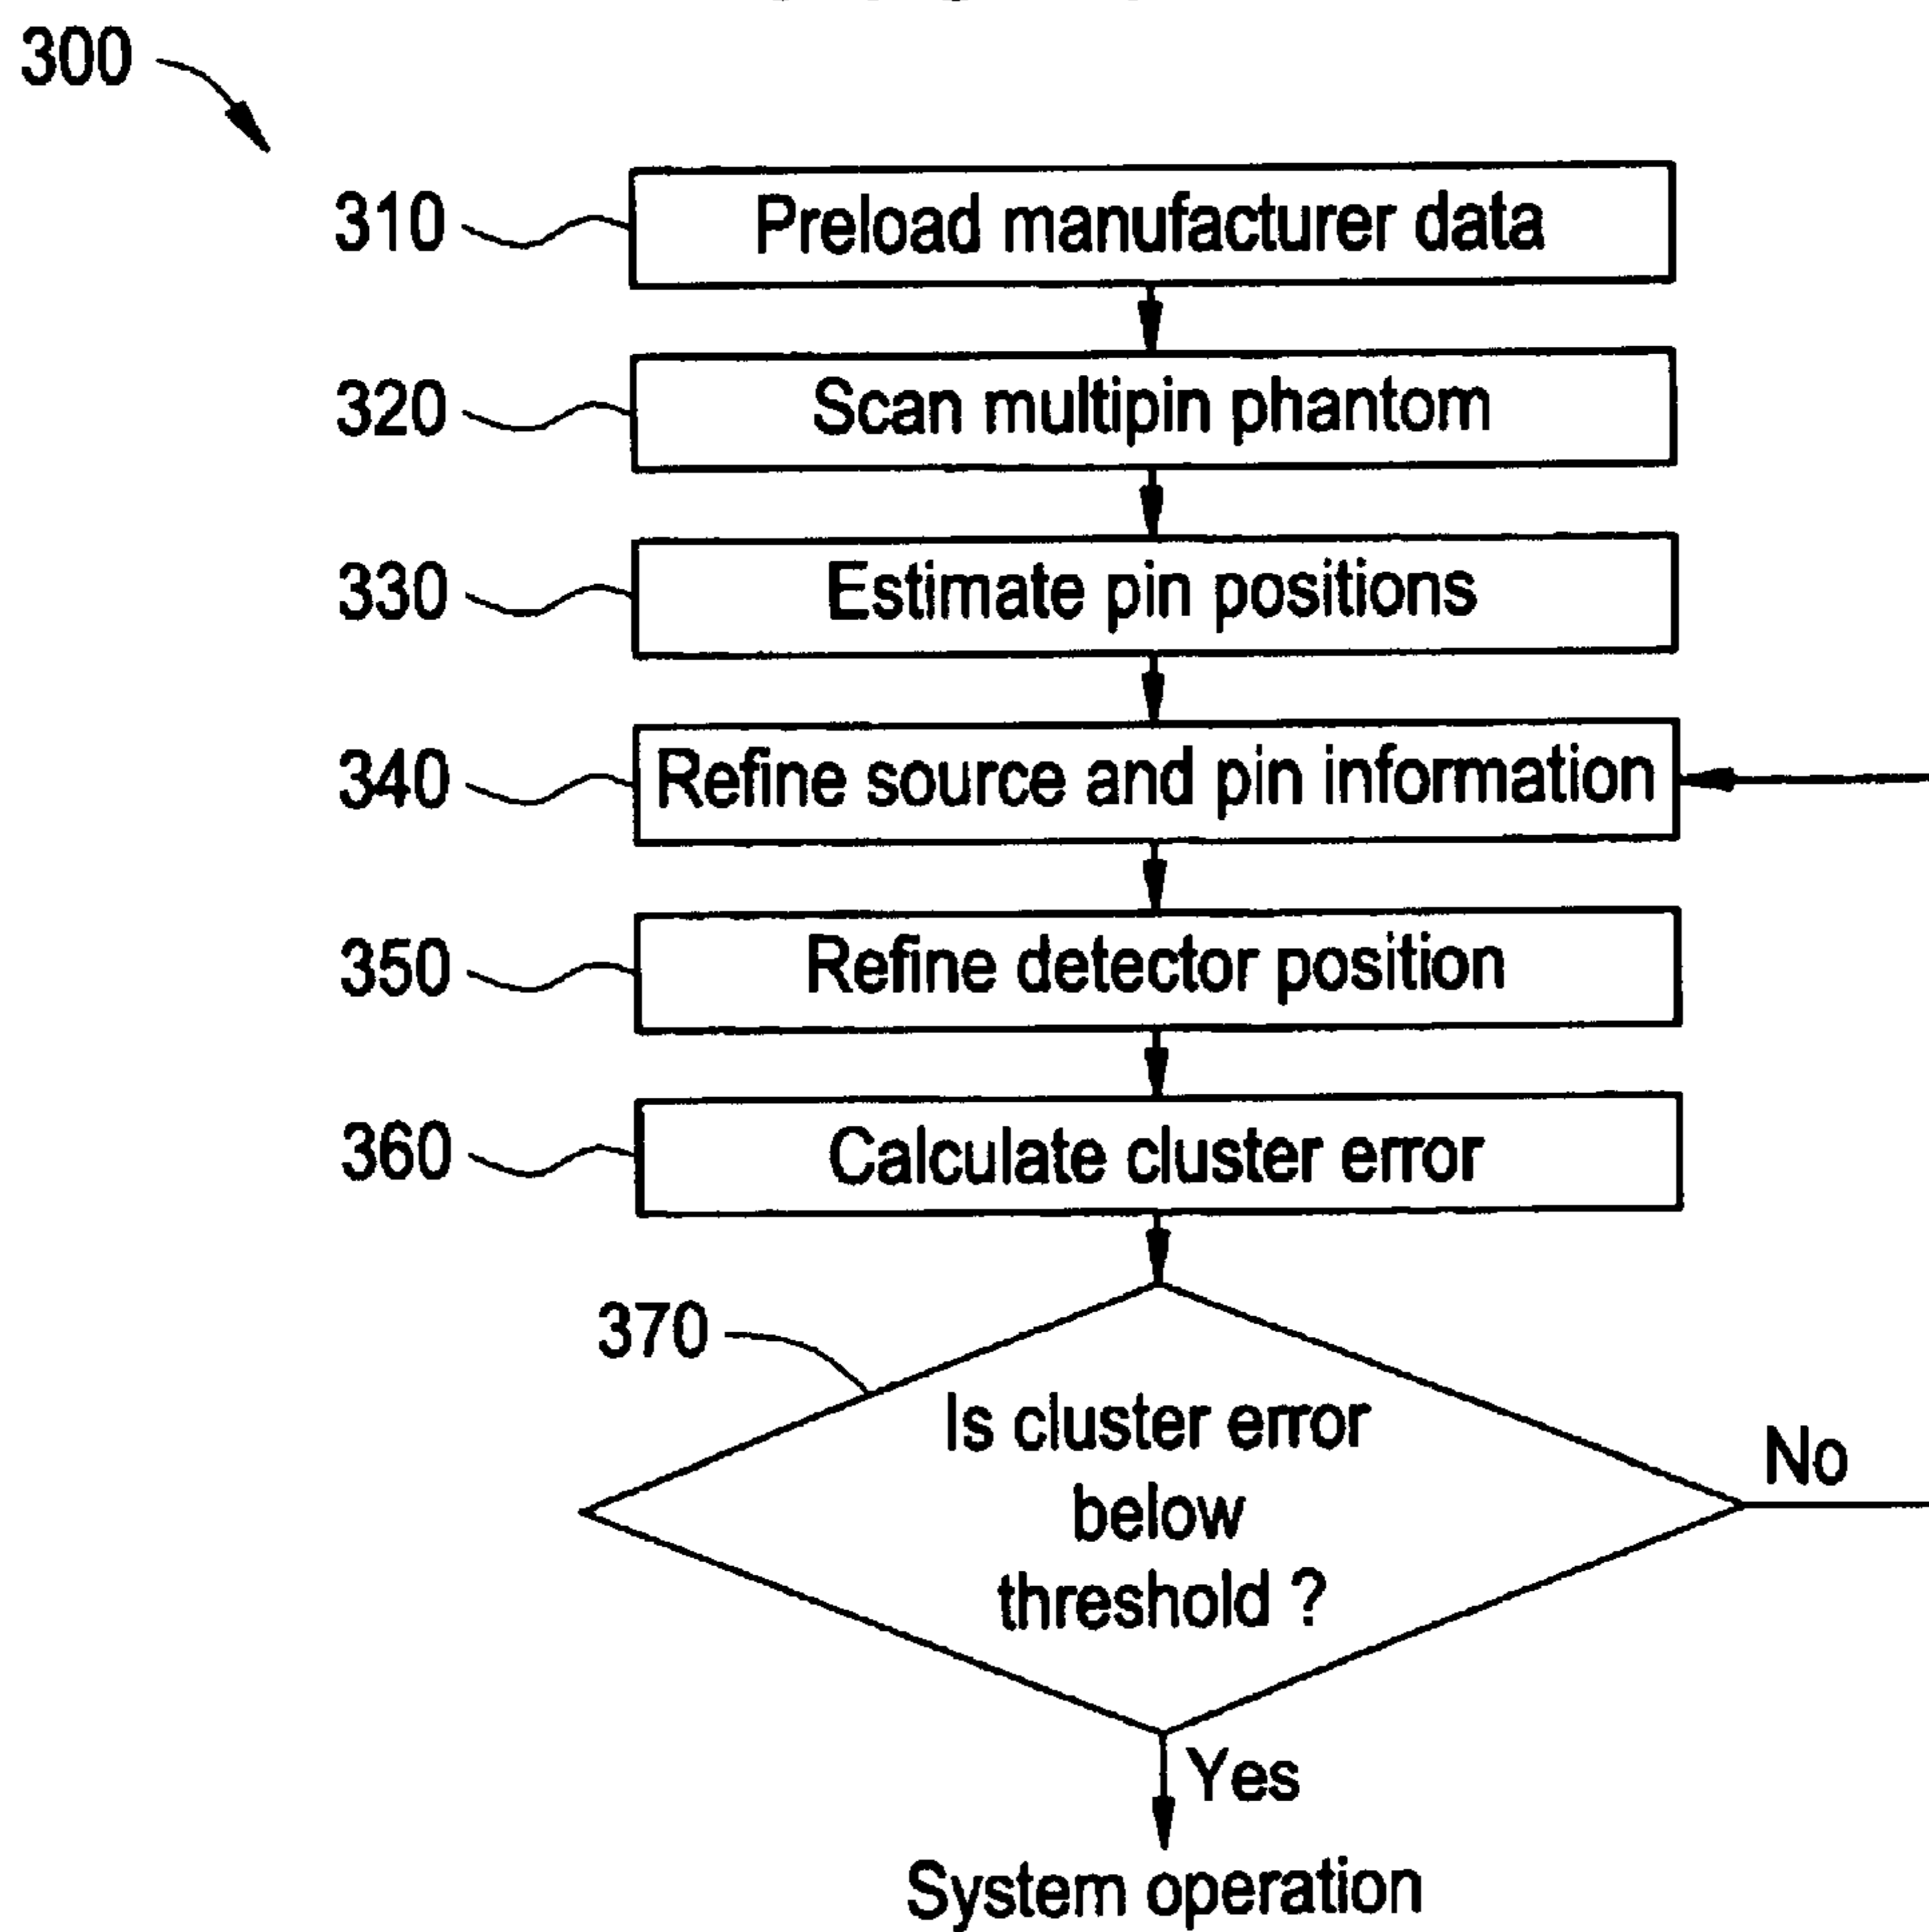 300
310 Preload manufacturer data
320 Scan multipin phantom
330 Estimate pin positions
340 Refine source and pin information
350 Refine detector position
360 Calculate cluster error
370
Is cluster error
below
threshold ?
No
Yes
System operation